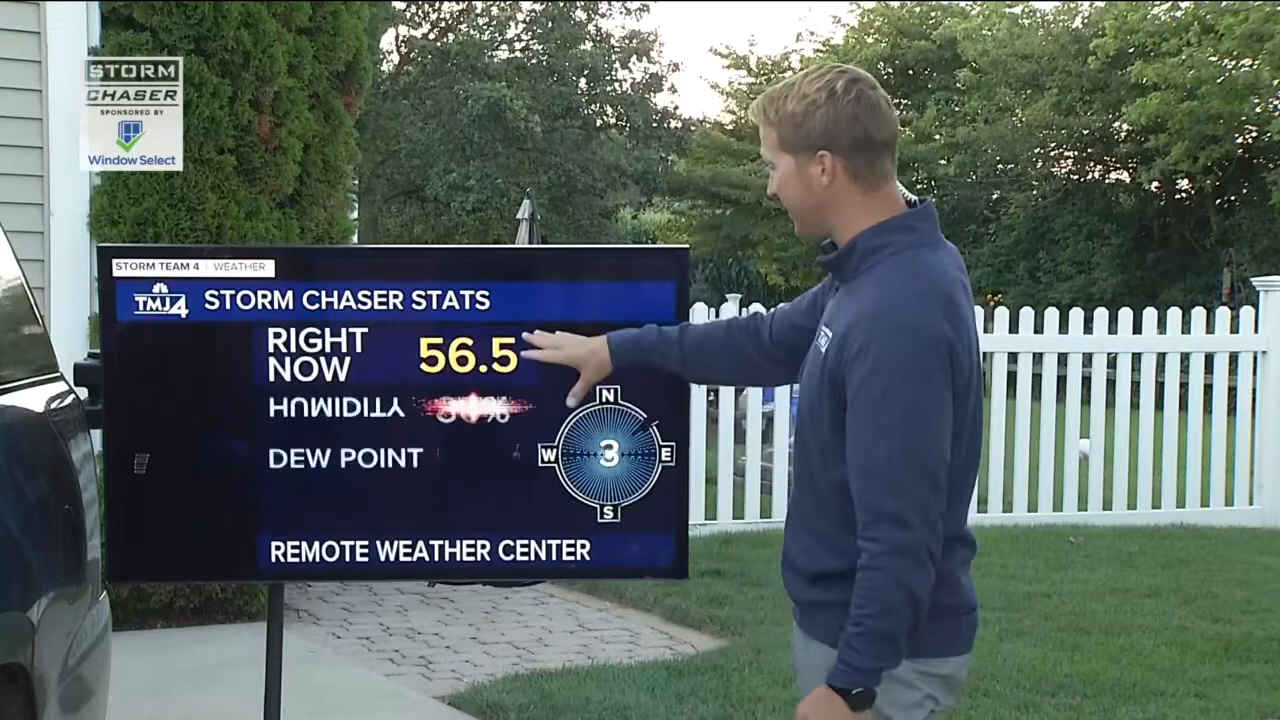 STORM
CHASER
SPONSORED BY
Window Select
STORM TEAM 4 | WEATHER
TMJ4 STORM CHASER STATS
RIGHT
NOW
56.5
HUMIDITY
DEW POINT
N
W 3 E
S
REMOTE WEATHER CENTER